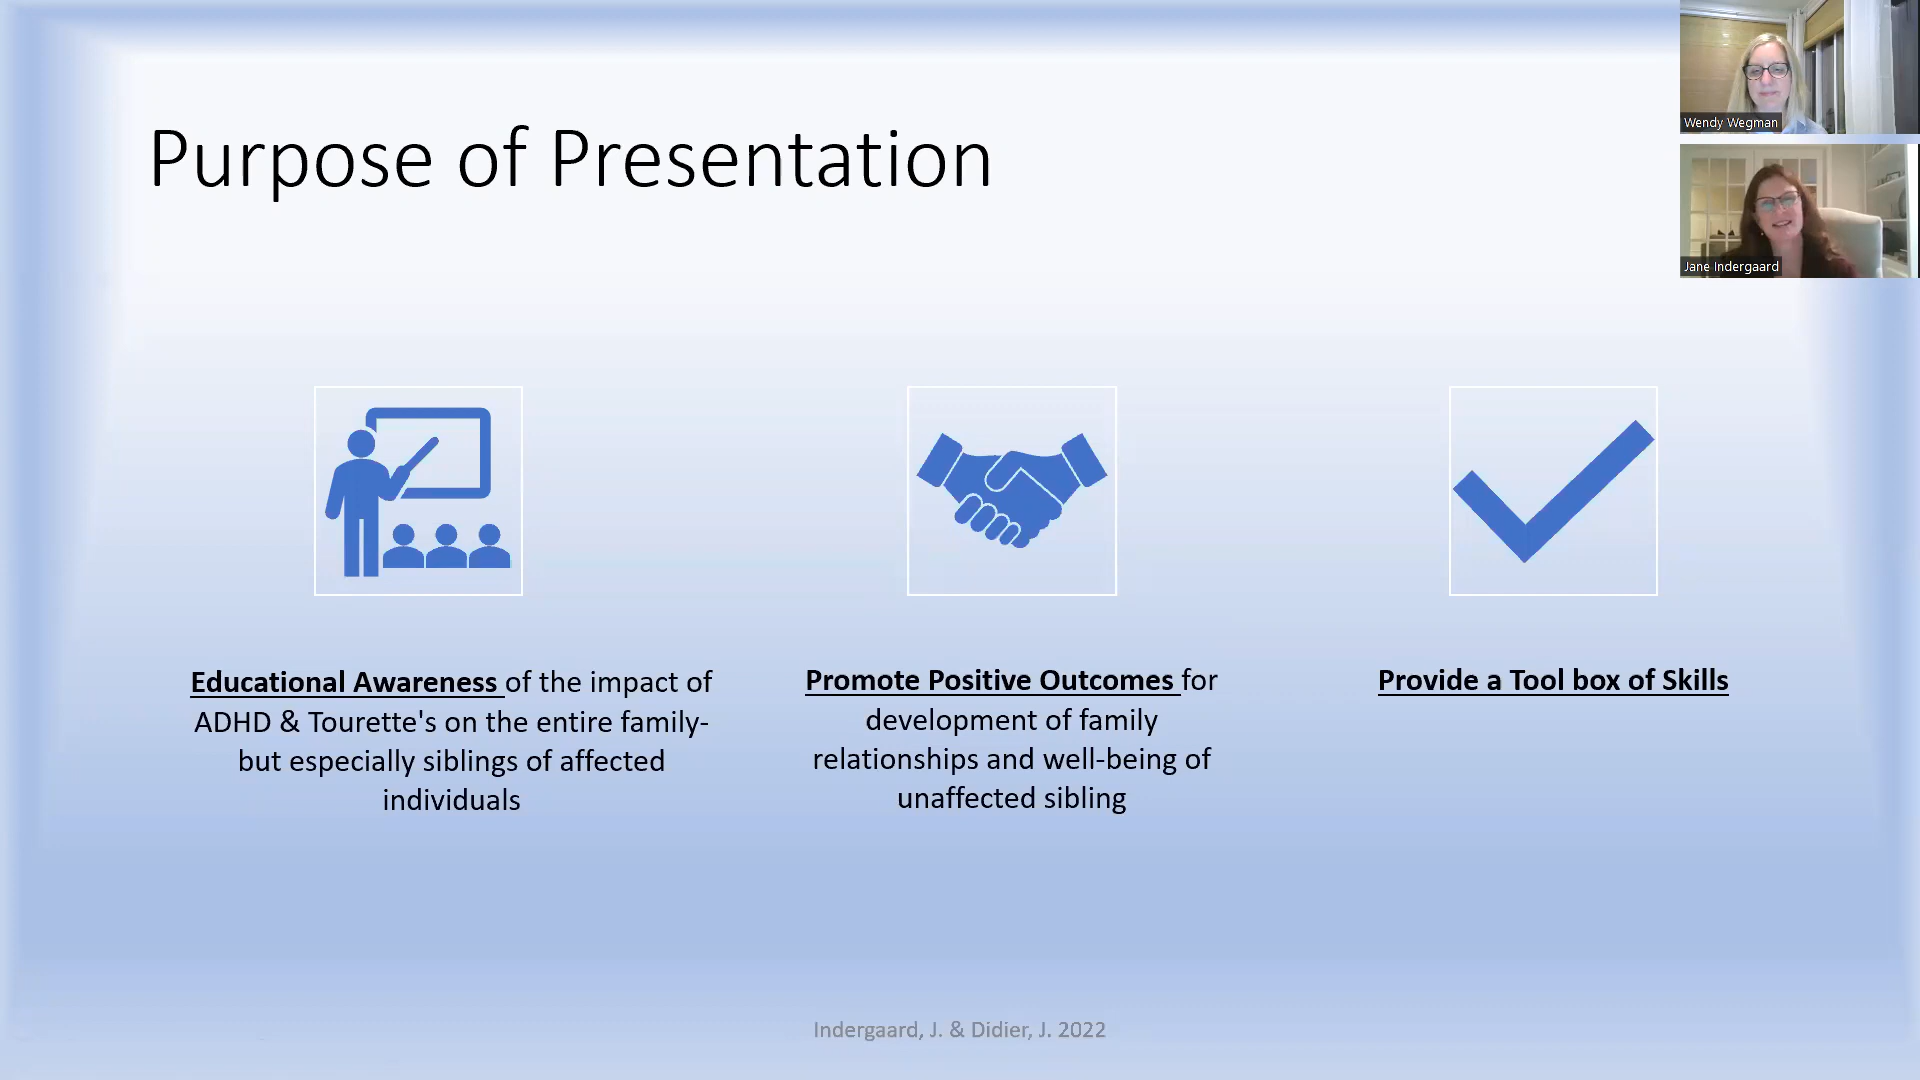 Purpose of Presentation
Wendy Wegman
Jane Indergaard
Educational Awareness of the impact of
ADHD & Tourette's on the entire family-
but especially siblings of affected
individuals
Promote Positive Outcomes for
development of family
relationships and well-being of
unaffected sibling
Provide a Tool box of Skills
Indergaard, J. & Didier, J. 2022